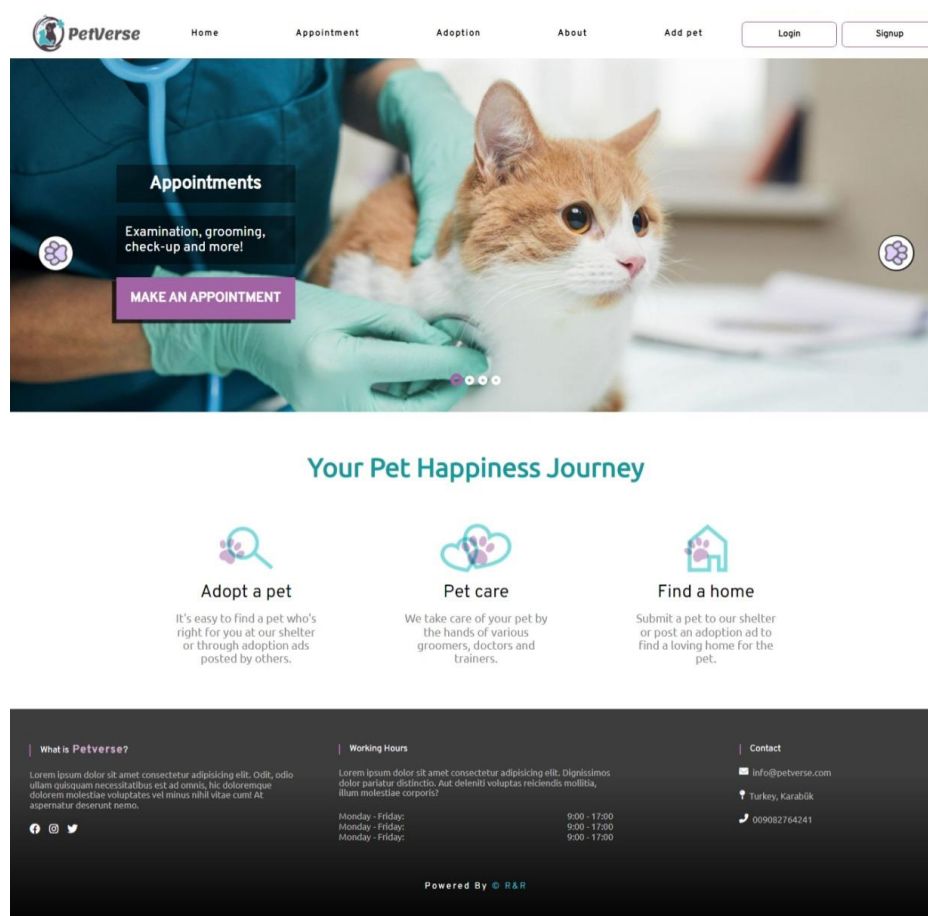 PetVerse
Home
Appointment
Adoption
About
Add pet
Login
Signup
Appointments
Examination, grooming,
check-up and more!
MAKE AN APPOINTMENT
Your Pet Happiness Journey
Adopt a pet
It's easy to find a pet who's
right for you at our shelter
or through adoption ads
posted by others.
Pet care
We take care of your pet by
the hands of various
groomers, doctors and
trainers.
Find a home
Submit a pet to our shelter
or post an adoption ad to
find a loving home for the
pet.
What is Petverse?
Lorem ipsum dolor sit amet consectetur adipisicing elit. Odit, odio
ullam quisquam necessitatibus est ad omnis, hic doloremque
dolorem molestiae voluptates vel minus nihil vitae cum! At
aspernatur deserunt nemo.
Working Hours
Lorem ipsum dolor sit amet consectetur adipisicing elit. Dignissimos
dolor pariatur distinctio. Aut deleniti voluptas reiciendis mollitia,
illum molestiae corporis?
Monday - Friday: 9:00 - 17:00
Monday - Friday: 9:00 - 17:00
Monday - Friday: 9:00 - 17:00
Contact
info@petverse.com
Turkey, Karabük
009082764241
Powered By © R&R